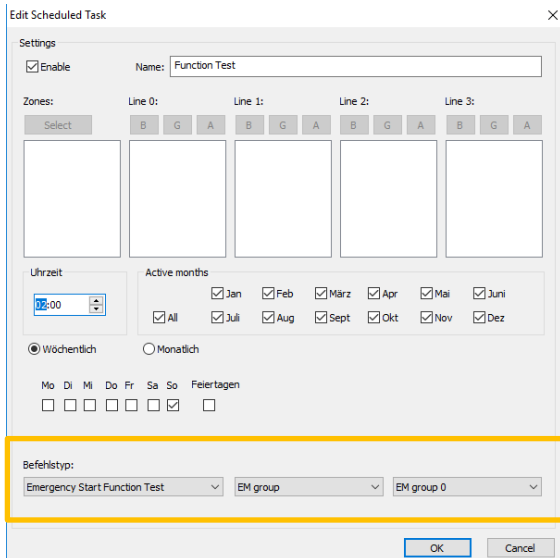 Edit Scheduled Task
Settings
Enable Name: Function Test
Zones: Line 0: Line 1: Line 2: Line 3:
Select B G A B G A B G A B G A
Uhrzeit Active months
Jan Feb März Apr Mai Juni
02:00
All Juli Aug Sept Okt Nov Dez
Wöchentlich Monatlich
Mo Di Mi Do Fr Sa So Feiertagen
Befehlstyp:
Emergency Start Function Test EM group EM group 0
OK Cancel